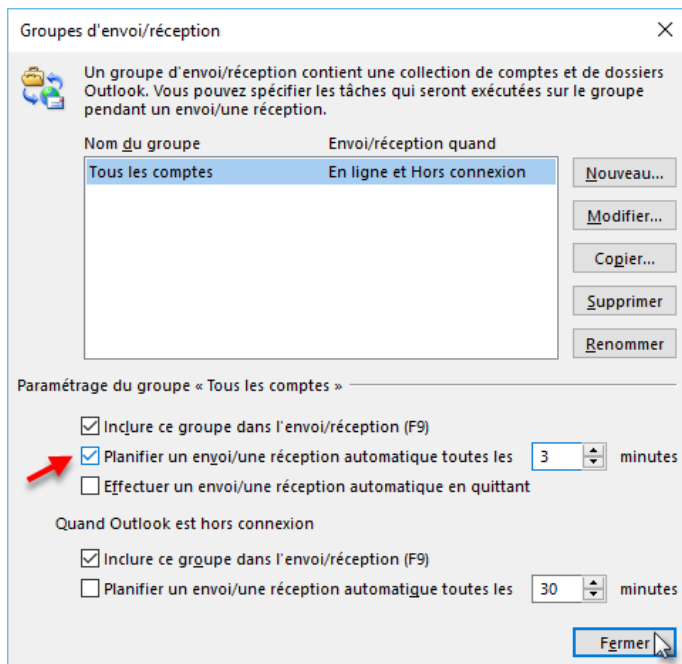 Groupes d'envoi/réception
Un groupe d'envoi/réception contient une collection de comptes et de dossiers
Outlook. Vous pouvez spécifier les tâches qui seront exécutées sur le groupe
pendant un envoi/une réception.
Nom du groupe Envoi/réception quand
Tous les comptes En ligne et Hors connexion
Nouveau...
Modifier...
Copier...
Supprimer
Renommer
Paramétrage du groupe « Tous les comptes »
Inclure ce groupe dans l'envoi/réception (F9)
Planifier un envoi/une réception automatique toutes les 3 minutes
Effectuer un envoi/une réception automatique en quittant
Quand Outlook est hors connexion
Inclure ce groupe dans l'envoi/réception (F9)
Planifier un envoi/une réception automatique toutes les 30 minutes
Fermer